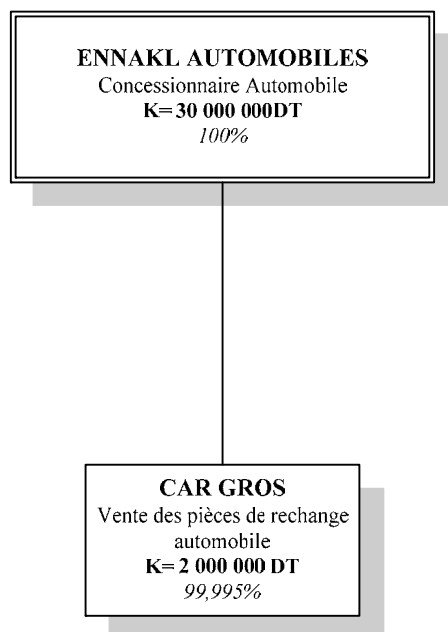 ENNAKL AUTOMOBILES
Concessionnaire Automobile
K= 30 000 000DT
100%
CAR GROS
Vente des pièces de rechange
automobile
K= 2 000 000 DT
99,995%